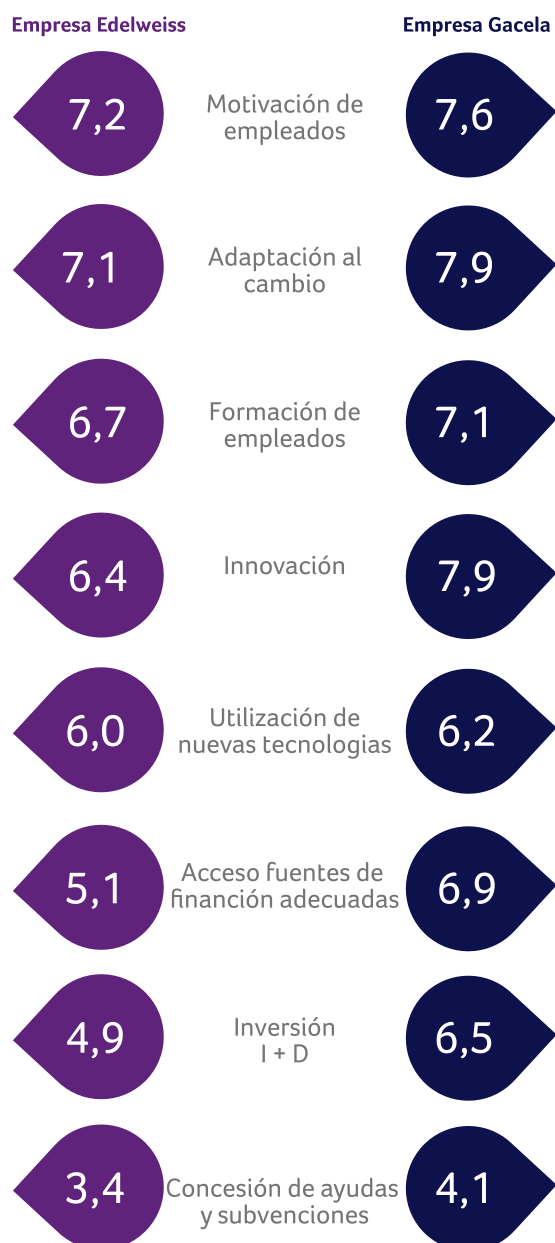 Empresa Edelweiss Empresa Gacela
7,2 Motivación de 7,6
empleados
7,1 Adaptación al 7,9
cambio
6,7 Formación de 7,1
empleados
6,4 Innovación 7,9
6,0 Utilización de 6,2
nuevas tecnologias
5,1 Acceso fuentes de 6,9
financión adecuadas
4,9 Inversión 6,5
I + D
3,4 Concesión de ayudas 4,1
y subvenciones